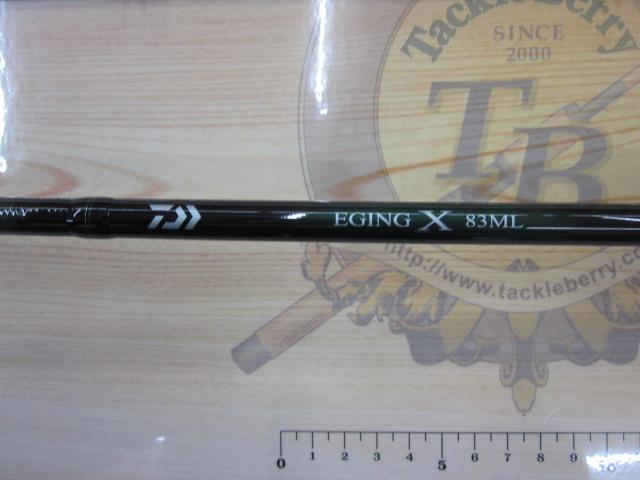 TackleBerry
SINCE
2000
TB
EGING X 83ML
http://www.tackleberry.co
0 1 2 3 4 5 6 7 8 9 10